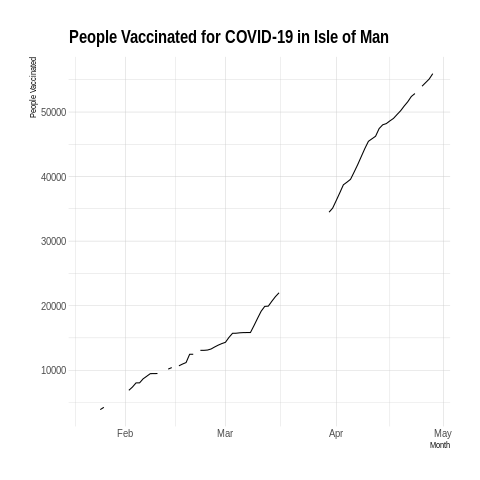 People Vaccinated for COVID-19 in Isle of Man
People Vaccinated
50000
40000
30000
20000
10000
Feb Mar Apr May
Month